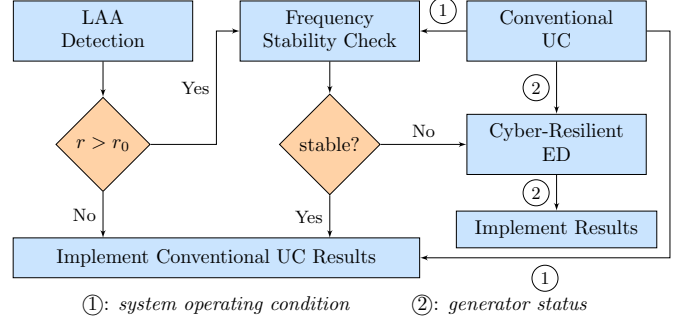 LAA
Detection
Frequency
Stability Check
①
Conventional
UC
Yes
②
r > r₀
stable?
No
Cyber-Resilient
ED
②
No
Yes
Implement Results
Implement Conventional UC Results
①
①: system operating condition
②: generator status